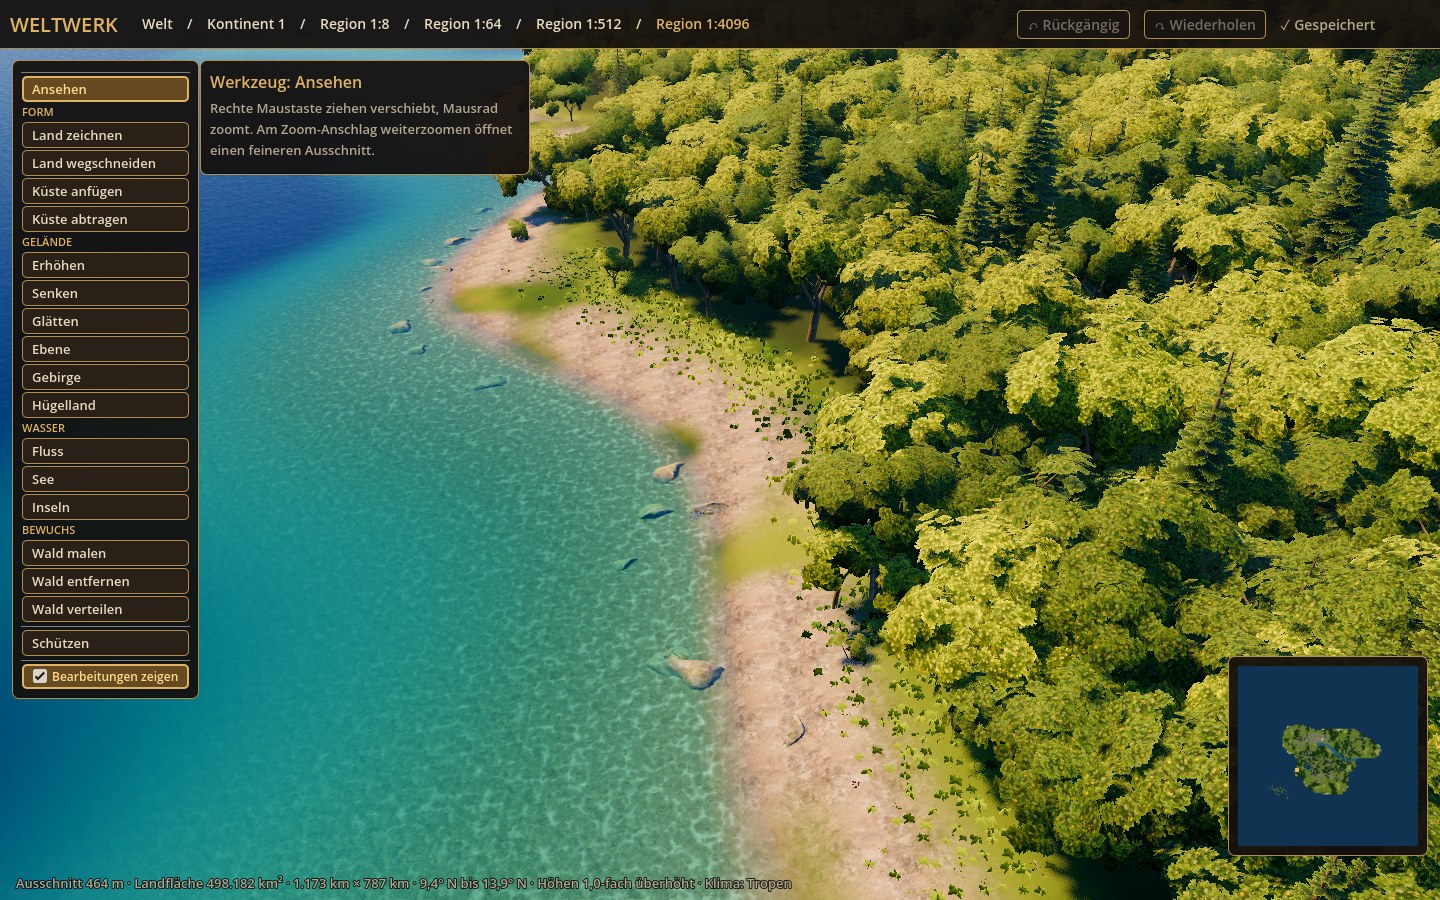 WELTWERK Welt / Kontinent 1 / Region 1:8 / Region 1:64 / Region 1:512 / Region 1:4096 Rückgängig Wiederholen ✓ Gespeichert
Ansehen
FORM
Land zeichnen
Land wegschneiden
Küste anfügen
Küste abtragen
GELÄNDE
Erhöhen
Senken
Glätten
Ebene
Gebirge
Hügelland
WASSER
Fluss
See
Inseln
BEWUCHS
Wald malen
Wald entfernen
Wald verteilen
Schützen
Bearbeitungen zeigen
Werkzeug: Ansehen
Rechte Maustaste ziehen verschiebt, Mausrad
zoomt. Am Zoom-Anschlag weiterzoomen öffnet
einen feineren Ausschnitt.
Ausschnitt 464 m · Landfläche 498.182 km² · 1.173 km × 787 km · 9,4° N bis 13,9° N · Höhen 1,0-fach überhöht · Klima: Tropen